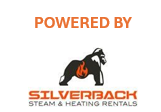 POWERED BY
SILVERBACK
STEAM & HEATING RENTALS